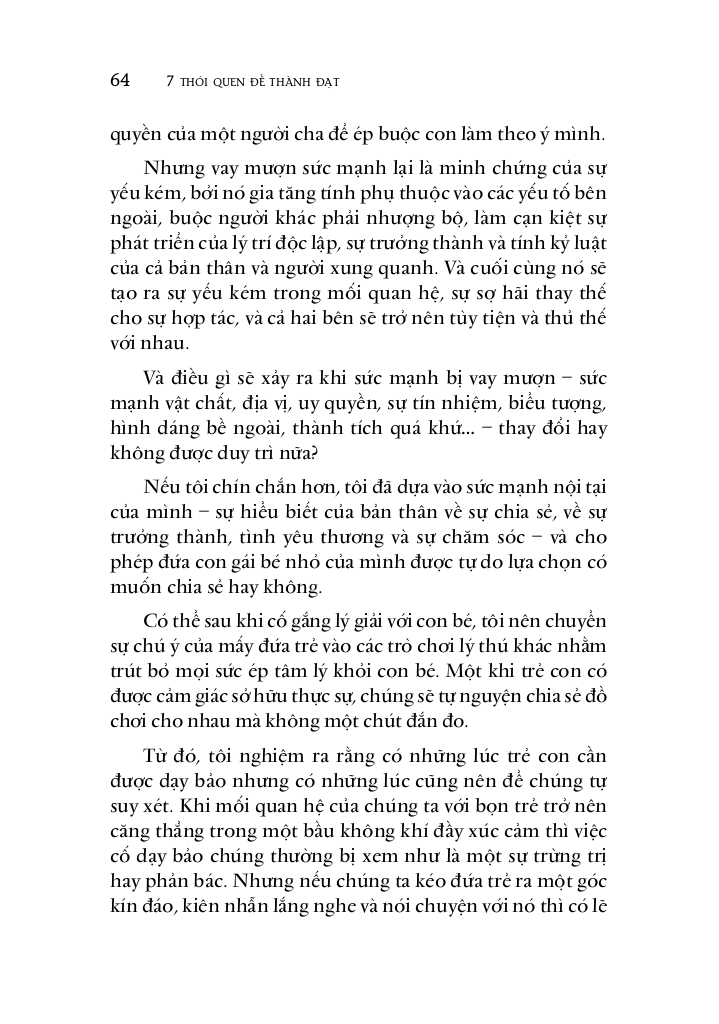 64 7 THÓI QUEN ĐỂ THÀNH ĐẠT
quyền của một người cha để ép buộc con làm theo ý mình.
Nhưng vay mượn sức mạnh lại là minh chứng của sự
yếu kém, bởi nó gia tăng tính phụ thuộc vào các yếu tố bên
ngoài, buộc người khác phải nhượng bộ, làm cạn kiệt sự
phát triển của lý trí độc lập, sự trưởng thành và tính kỷ luật
của cả bản thân và người xung quanh. Và cuối cùng nó sẽ
tạo ra sự yếu kém trong mối quan hệ, sự sợ hãi thay thế
cho sự hợp tác, và cả hai bên sẽ trở nên tùy tiện và thủ thế
với nhau.
Và điều gì sẽ xảy ra khi sức mạnh bị vay mượn – sức
mạnh vật chất, địa vị, uy quyền, sự tín nhiệm, biểu tượng,
hình dáng bề ngoài, thành tích quá khứ... – thay đổi hay
không được duy trì nữa?
Nếu tôi chín chắn hơn, tôi đã dựa vào sức mạnh nội tại
của mình – sự hiểu biết của bản thân về sự chia sẻ, về sự
trưởng thành, tình yêu thương và sự chăm sóc – và cho
phép đứa con gái bé nhỏ của mình được tự do lựa chọn có
muốn chia sẻ hay không.
Có thể sau khi cố gắng lý giải với con bé, tôi nên chuyển
sự chú ý của mấy đứa trẻ vào các trò chơi lý thú khác nhằm
trút bỏ mọi sức ép tâm lý khỏi con bé. Một khi trẻ con có
được cảm giác sở hữu thực sự, chúng sẽ tự nguyện chia sẻ đồ
chơi cho nhau mà không một chút đắn đo.
Từ đó, tôi nghiệm ra rằng có những lúc trẻ con cần
được dạy bảo nhưng có những lúc cũng nên để chúng tự
suy xét. Khi mối quan hệ của chúng ta với bọn trẻ trở nên
căng thẳng trong một bầu không khí đầy xúc cảm thì việc
cố dạy bảo chúng thường bị xem như là một sự trừng trị
hay phản bác. Nhưng nếu chúng ta kéo đứa trẻ ra một góc
kín đáo, kiên nhẫn lắng nghe và nói chuyện với nó thì có lẽ